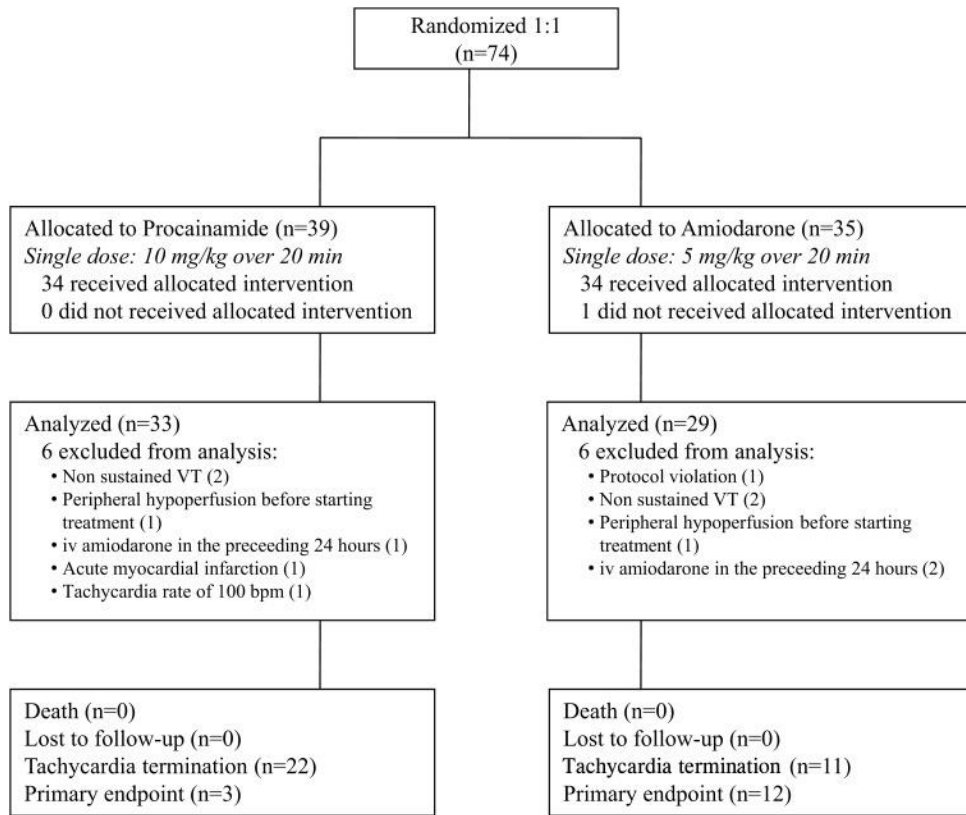 Randomized 1:1
(n=74)
Allocated to Procainamide (n=39)
Single dose: 10 mg/kg over 20 min
34 received allocated intervention
0 did not received allocated intervention
Allocated to Amiodarone (n=35)
Single dose: 5 mg/kg over 20 min
34 received allocated intervention
1 did not received allocated intervention
Analyzed (n=33)
6 excluded from analysis:
• Non sustained VT (2)
• Peripheral hypoperfusion before starting
treatment (1)
• iv amiodarone in the preceeding 24 hours (1)
• Acute myocardial infarction (1)
• Tachycardia rate of 100 bpm (1)
Analyzed (n=29)
6 excluded from analysis:
• Protocol violation (1)
• Non sustained VT (2)
• Peripheral hypoperfusion before starting
treatment (1)
• iv amiodarone in the preceeding 24 hours (2)
Death (n=0)
Lost to follow-up (n=0)
Tachycardia termination (n=22)
Primary endpoint (n=3)
Death (n=0)
Lost to follow-up (n=0)
Tachycardia termination (n=11)
Primary endpoint (n=12)